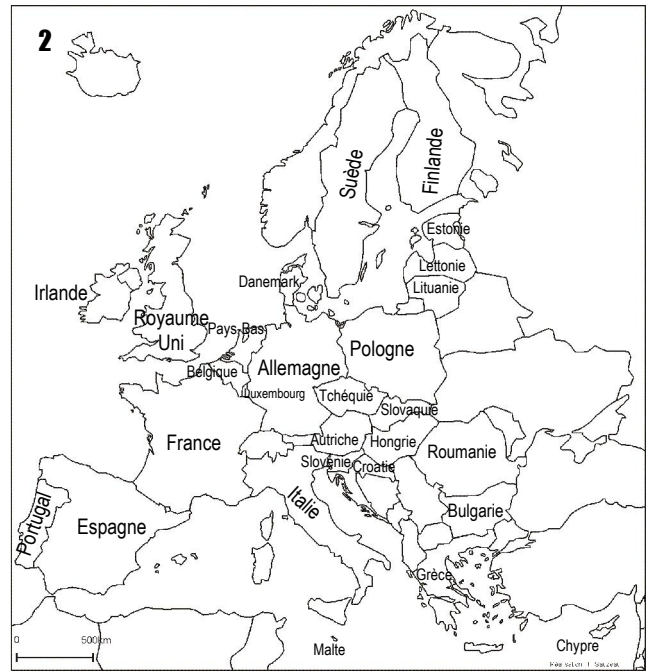 2
Suède
Finlande
Estonie
Lettonie
Lituanie
Danemark
Irlande
Royaume
Uni
Pays-Bas
Belgique
Allemagne
Pologne
Luxembourg
Tchéquie
Slovaquie
France
Autriche
Hongrie
Roumanie
Slovénie
Croatie
Italie
Bulgarie
Portugal
Espagne
Grèce
Malte
Chypre
0 500km